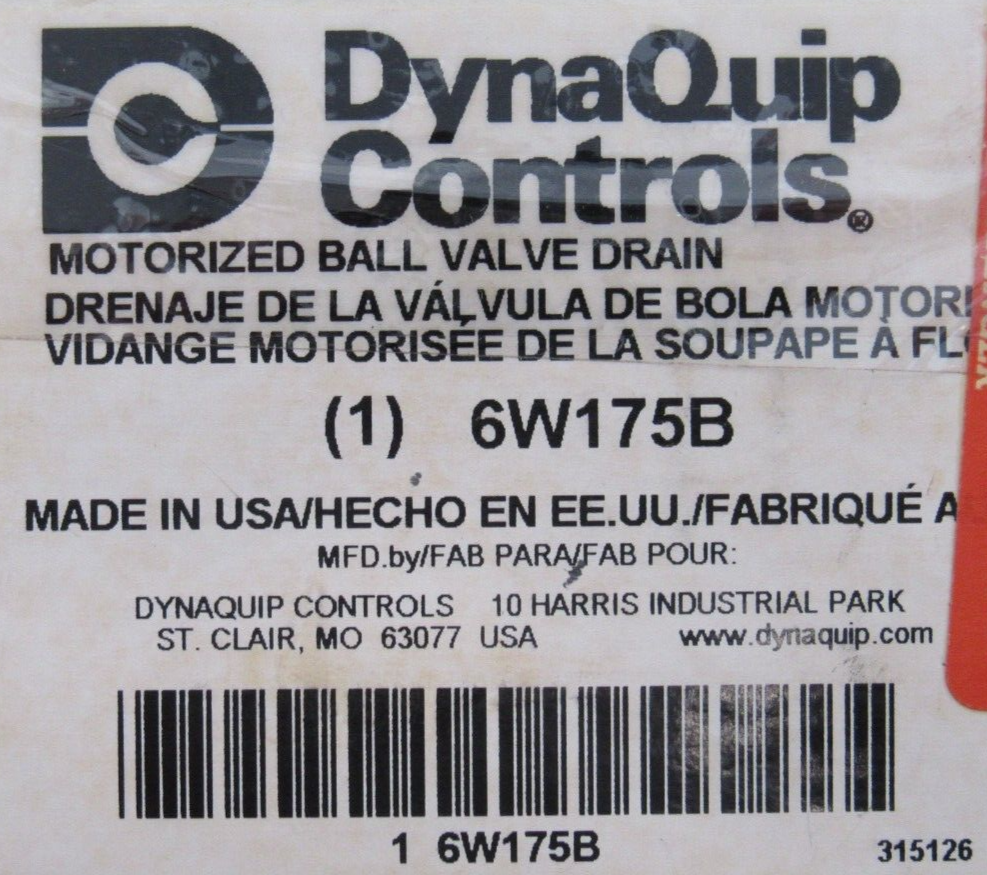 DynaQuip
Controls®
MOTORIZED BALL VALVE DRAIN
DRENAJE DE LA VÁLVULA DE BOLA MOTORI
VIDANGE MOTORISÉE DE LA SOUPAPE À FL
(1) 6W175B
MADE IN USA/HECHO EN EE.UU./FABRIQUÉ A
MFD.by/FAB PARA/FAB POUR:
DYNAQUIP CONTROLS 10 HARRIS INDUSTRIAL PARK
ST. CLAIR, MO 63077 USA www.dynaquip.com
1 6W175B
315126